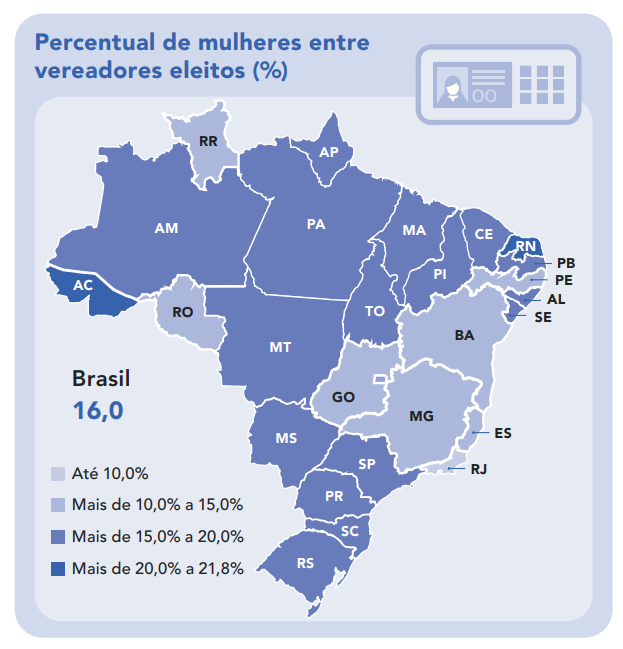 Percentual de mulheres entre
vereadores eleitos (%)
RR
AP
AM
PA
MA
CE
RN
PB
PI
PE
AC
AL
TO
SE
RO
BA
MT
Brasil
GO
16,0
MG
MS
ES
SP
RJ
Até 10,0%
PR
Mais de 10,0% a 15,0%
SC
Mais de 15,0% a 20,0%
RS
Mais de 20,0% a 21,8%